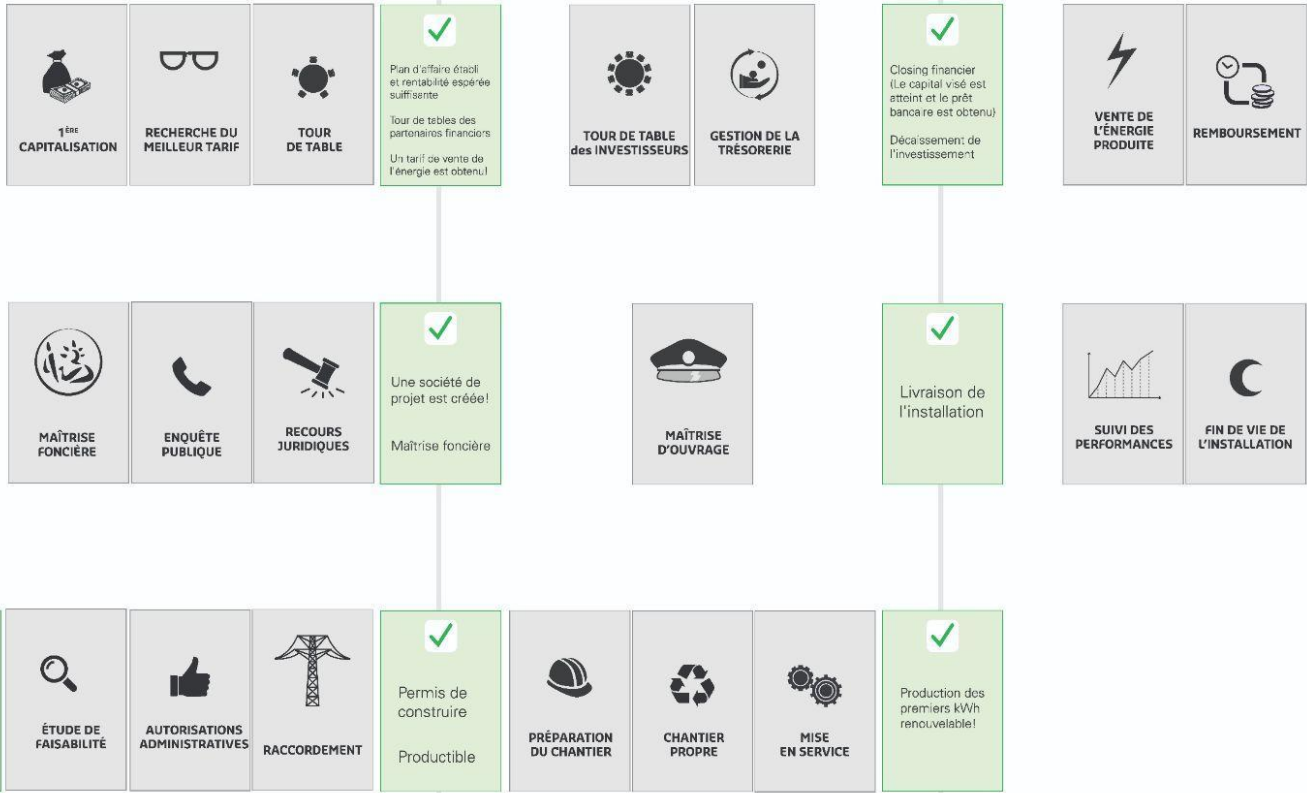 1ÈRE
CAPITALISATION
RECHERCHE DU
MEILLEUR TARIF
TOUR
DE TABLE
Plan d'affaire établi
et rentabilité espérée
suffisante
Tour de tables des
partenaires financiers
Un tarif de vente de
l'énergie est obtenu!
TOUR DE TABLE
des INVESTISSEURS
GESTION DE LA
TRÉSORERIE
Closing financier
(Le capital visé est
atteint et le prêt
bancaire est obtenu)
Décaissement de
l'investissement
VENTE DE
L'ÉNERGIE
PRODUITE
REMBOURSEMENT
MAÎTRISE
FONCIÈRE
ENQUÊTE
PUBLIQUE
RECOURS
JURIDIQUES
Une société de
projet est créée!
Maîtrise foncière
MAÎTRISE
D'OUVRAGE
Livraison de
l'installation
SUIVI DES
PERFORMANCES
FIN DE VIE DE
L'INSTALLATION
ÉTUDE DE
FAISABILITÉ
AUTORISATIONS
ADMINISTRATIVES
RACCORDEMENT
Permis de
construire
Productible
PRÉPARATION
DU CHANTIER
CHANTIER
PROPRE
MISE
EN SERVICE
Production des
premiers kWh
renouvelable!